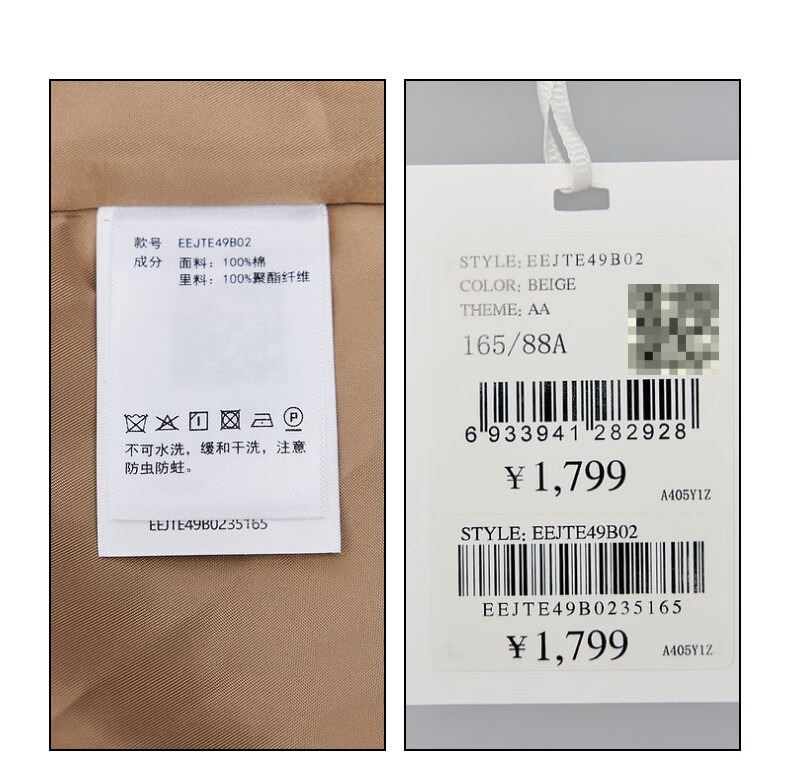 款号 EEJTE49B02
成分 面料：100%棉
里料：100%聚酯纤维
P
不可水洗，缓和干洗，注意
防虫防蛀。
EEJTE49B0235165
STYLE: EEJTE49B02
COLOR: BEIGE
THEME: AA
165/88A
6 933941 282928
¥1,799
A405Y1Z
STYLE: EEJTE49B02
EEJTE49B0235165
¥1,799
A405Y1Z